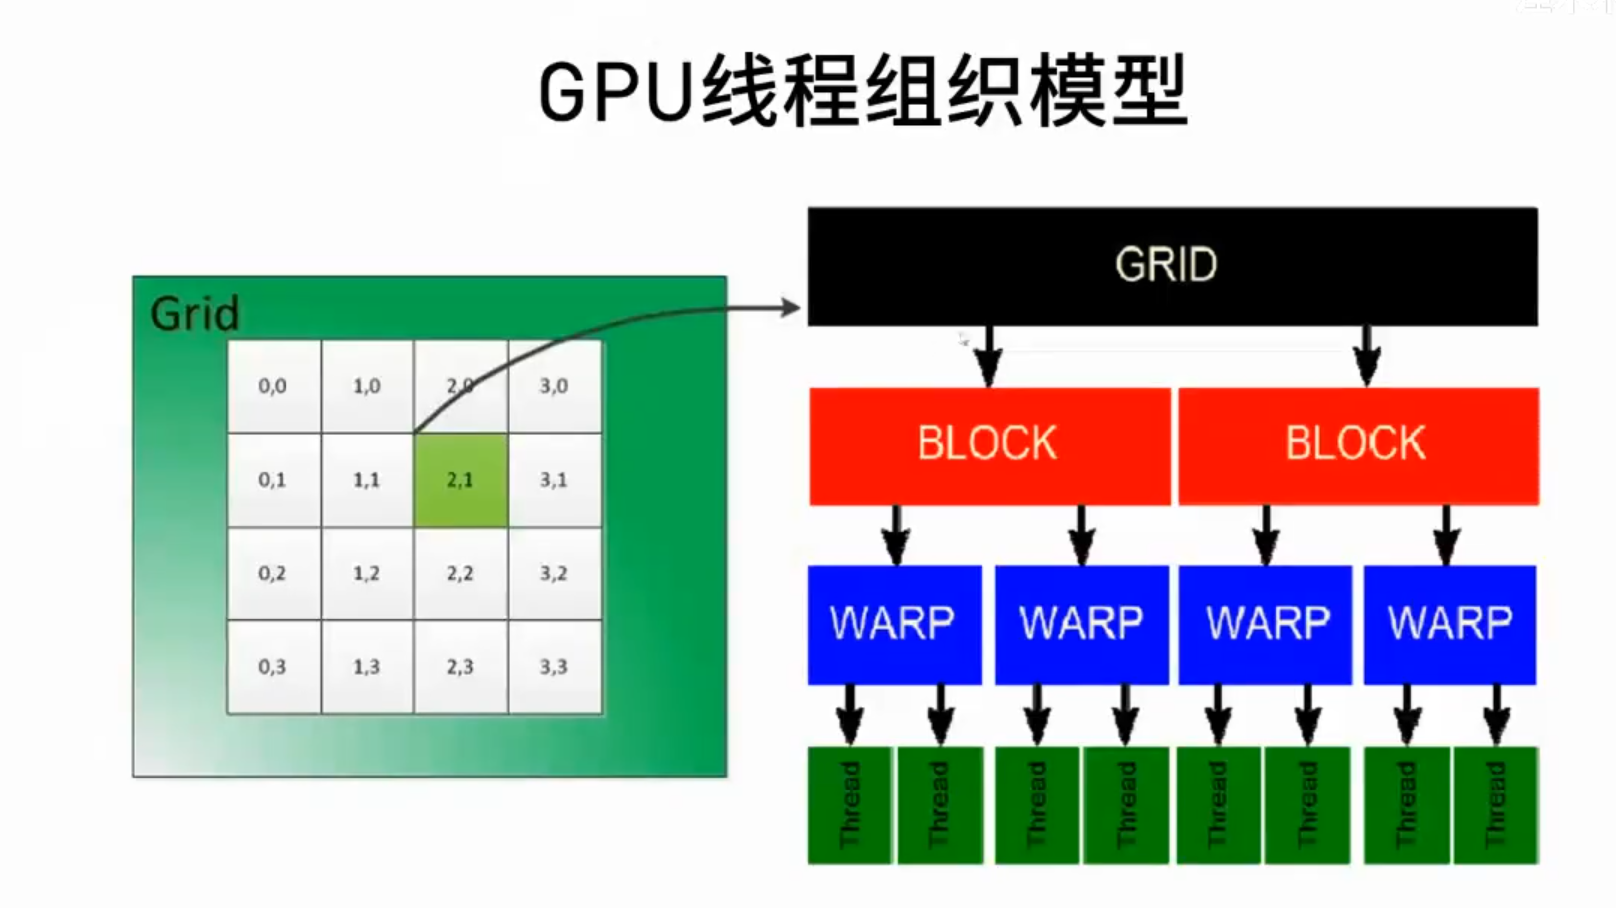 GPU线程组织模型
Grid
0,0 1,0 2,0 3,0
0,1 1,1 2,1 3,1
0,2 1,2 2,2 3,2
0,3 1,3 2,3 3,3
GRID
BLOCK BLOCK
WARP WARP WARP WARP
Thread Thread Thread Thread Thread Thread Thread Thread